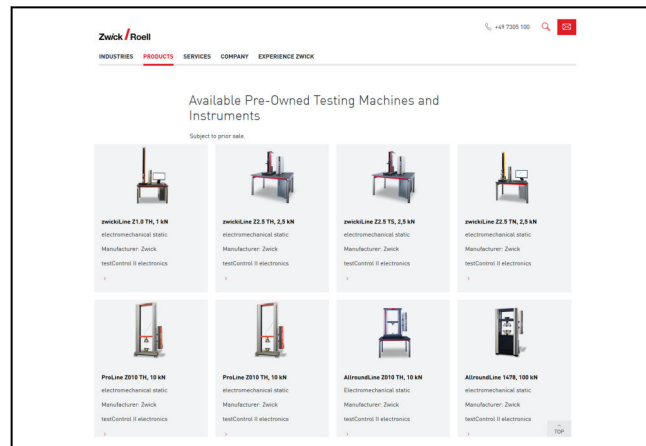 Zwick / Roell
+49 7305 100
INDUSTRIES PRODUCTS SERVICES COMPANY EXPERIENCE ZWICK
Available Pre-Owned Testing Machines and
Instruments
Subject to prior sale.
zwickiLine Z1.0 TH, 1 kN
electromechanical static
Manufacturer: Zwick
testControl II electronics
zwickiLine Z2.5 TH, 2,5 kN
electromechanical static
Manufacturer: Zwick
testControl II electronics
zwickiLine Z2.5 TS, 2,5 kN
electromechanical static
Manufacturer: Zwick
testControl II electronics
zwickiLine Z2.5 TN, 2,5 kN
electromechanical static
Manufacturer: Zwick
testControl II electronics
ProLine Z010 TH, 10 kN
electromechanical static
Manufacturer: Zwick
testControl II electronics
ProLine Z010 TH, 10 kN
electromechanical static
Manufacturer: Zwick
testControl II electronics
AllroundLine Z010 TH, 10 kN
Electromechanical static
Manufacturer: Zwick
testControl II electronics
AllroundLine 1478, 100 kN
electromechanical static
Manufacturer: Zwick
testControl II electronics
TOP